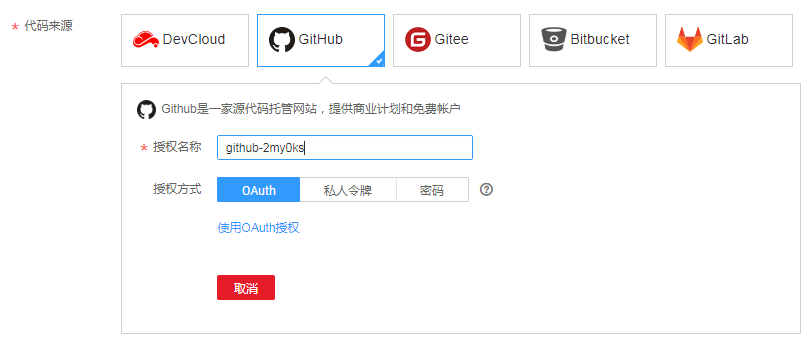 * 代码来源 DevCloud GitHub Gitee Bitbucket GitLab
Github是一家源代码托管网站，提供商业计划和免费帐户
* 授权名称 github-2my0ks
授权方式 OAuth 私人令牌 密码 ?
使用OAuth授权
取消